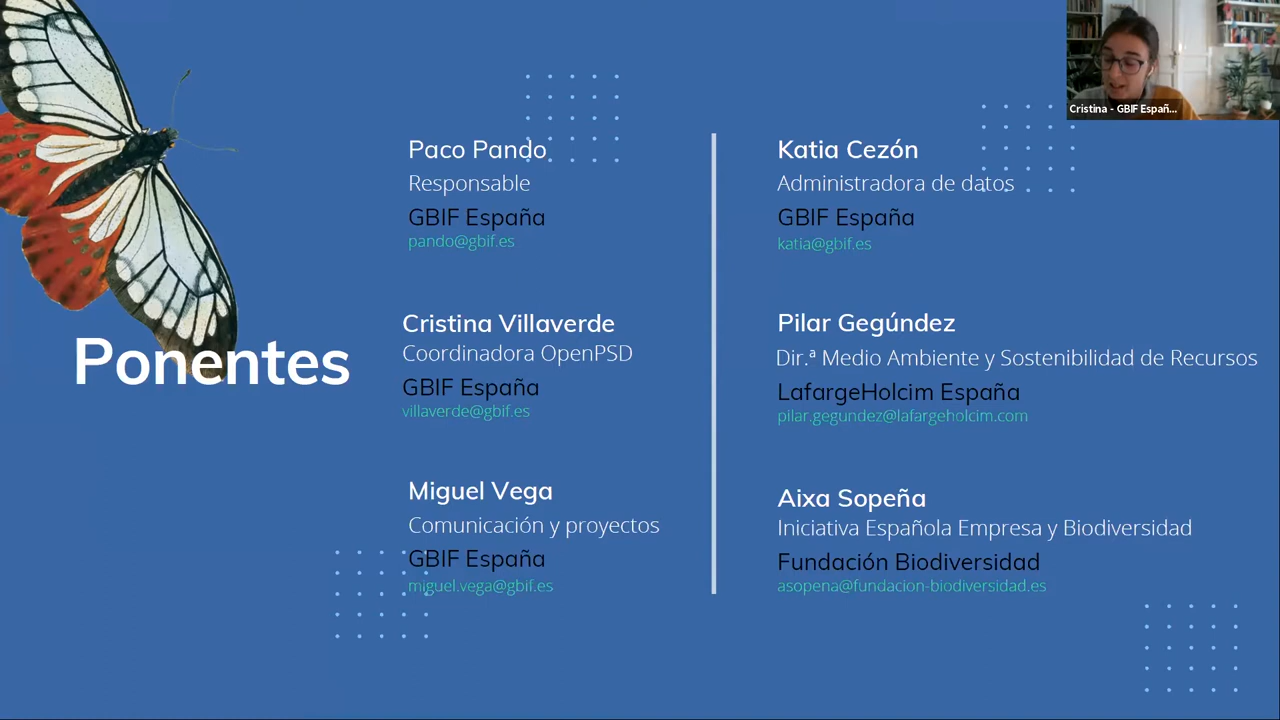 Cristina - GBIF Españ...
Ponentes
Paco Pando
Responsable
GBIF España
pando@gbif.es
Cristina Villaverde
Coordinadora OpenPSD
GBIF España
villaverde@gbif.es
Miguel Vega
Comunicación y proyectos
GBIF España
miguel.vega@gbif.es
Katia Cezón
Administradora de datos
GBIF España
katia@gbif.es
Pilar Gegúndez
Dir.ª Medio Ambiente y Sostenibilidad de Recursos
LafargeHolcim España
pilar.gegundez@lafargeholcim.com
Aixa Sopeña
Iniciativa Española Empresa y Biodiversidad
Fundación Biodiversidad
asopena@fundacion-biodiversidad.es